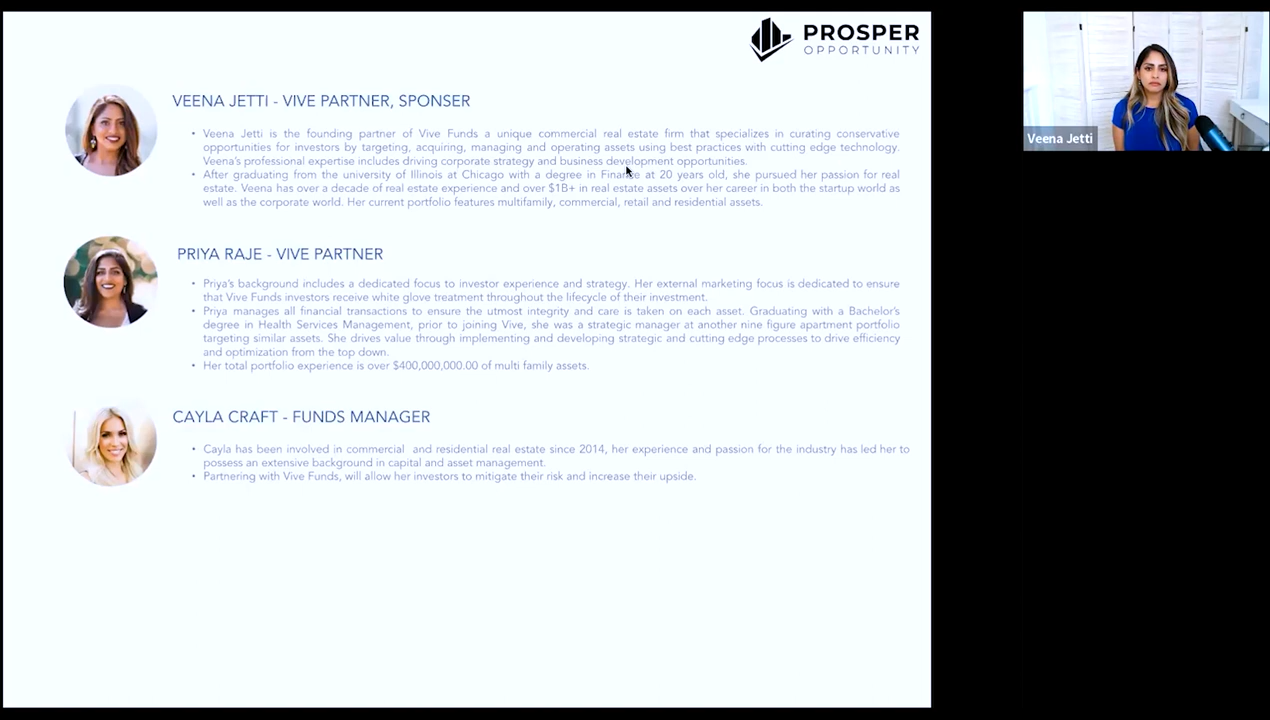 PROSPER
OPPORTUNITY
VEENA JETTI - VIVE PARTNER, SPONSER
• Veena Jetti is the founding partner of Vive Funds a unique commercial real estate firm that specializes in curating conservative
opportunities for investors by targeting, acquiring, managing and operating assets using best practices with cutting edge technology.
Veena's professional expertise includes driving corporate strategy and business development opportunities.
• After graduating from the university of Illinois at Chicago with a degree in Finance at 20 years old, she pursued her passion for real
estate. Veena has over a decade of real estate experience and over $1B+ in real estate assets over her career in both the startup world as
well as the corporate world. Her current portfolio features multifamily, commercial, retail and residential assets.
PRIYA RAJE - VIVE PARTNER
• Priya's background includes a dedicated focus to investor experience and strategy. Her external marketing focus is dedicated to ensure
that Vive Funds investors receive white glove treatment throughout the lifecycle of their investment.
• Priya manages all financial transactions to ensure the utmost integrity and care is taken on each asset. Graduating with a Bachelor's
degree in Health Services Management, prior to joining Vive, she was a strategic manager at another nine figure apartment portfolio
targeting similar assets. She drives value through implementing and developing strategic and cutting edge processes to drive efficiency
and optimization from the top down.
• Her total portfolio experience is over $400,000,000.00 of multi family assets.
CAYLA CRAFT - FUNDS MANAGER
• Cayla has been involved in commercial and residential real estate since 2014, her experience and passion for the industry has led her to
possess an extensive background in capital and asset management.
• Partnering with Vive Funds, will allow her investors to mitigate their risk and increase their upside.
Veena Jetti